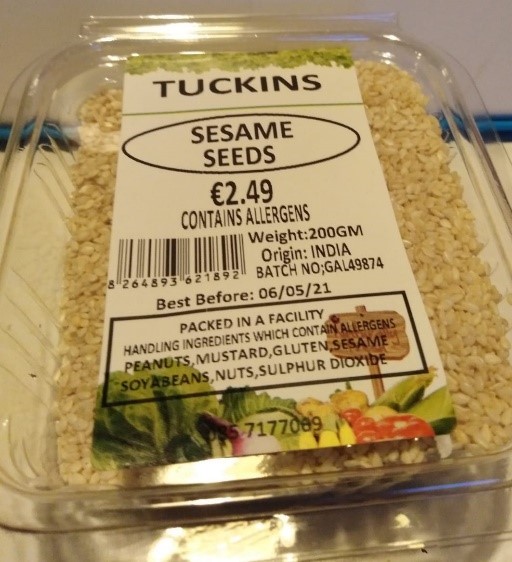 TUCKINS
SESAME
SEEDS
€2.49
CONTAINS ALLERGENS
Weight:200GM
Origin: INDIA
BATCH NO;GAL49874
8 264893 621892
Best Before: 06/05/21
PACKED IN A FACILITY
HANDLING INGREDIENTS WHICH CONTAIN ALLERGENS
PEANUTS,MUSTARD,GLUTEN,SESAME
SOYABEANS,NUTS,SULPHUR DIOXIDE